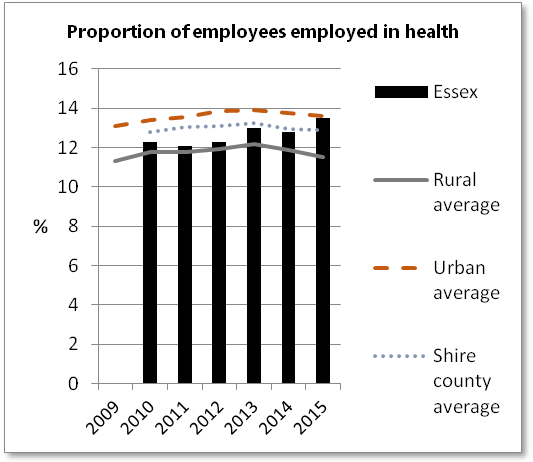 Proportion of employees employed in health
16
14
12
10
8
6
4
2
0
%
2009
2010
2011
2012
2013
2014
2015
Essex
Rural
average
Urban
average
Shire
county
average